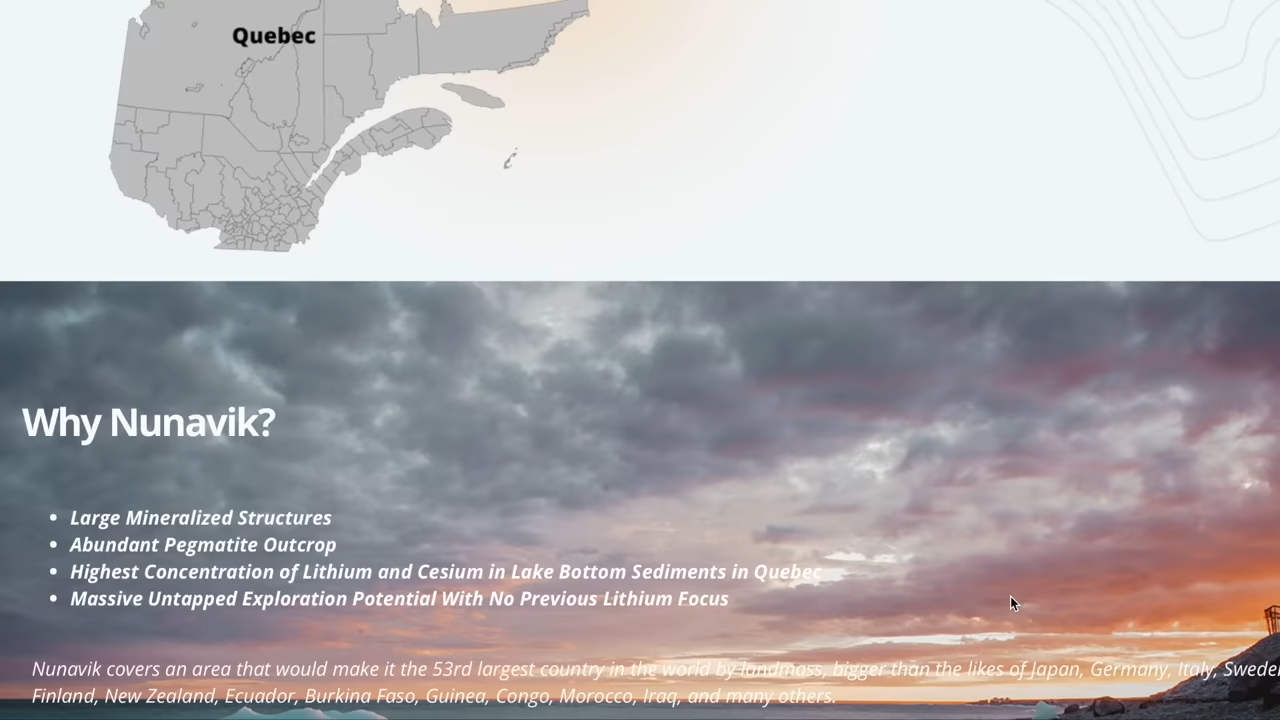 Quebec
Why Nunavik?
• Large Mineralized Structures
• Abundant Pegmatite Outcrop
• Highest Concentration of Lithium and Cesium in Lake Bottom Sediments in Quebec
• Massive Untapped Exploration Potential With No Previous Lithium Focus
Nunavik covers an area that would make it the 53rd largest country in the world by landmass, bigger than the likes of Japan, Germany, Italy,
Finland, New Zealand, Ecuador, Burkina Faso, Guinea, Congo, Morocco, Iraq, and many others.